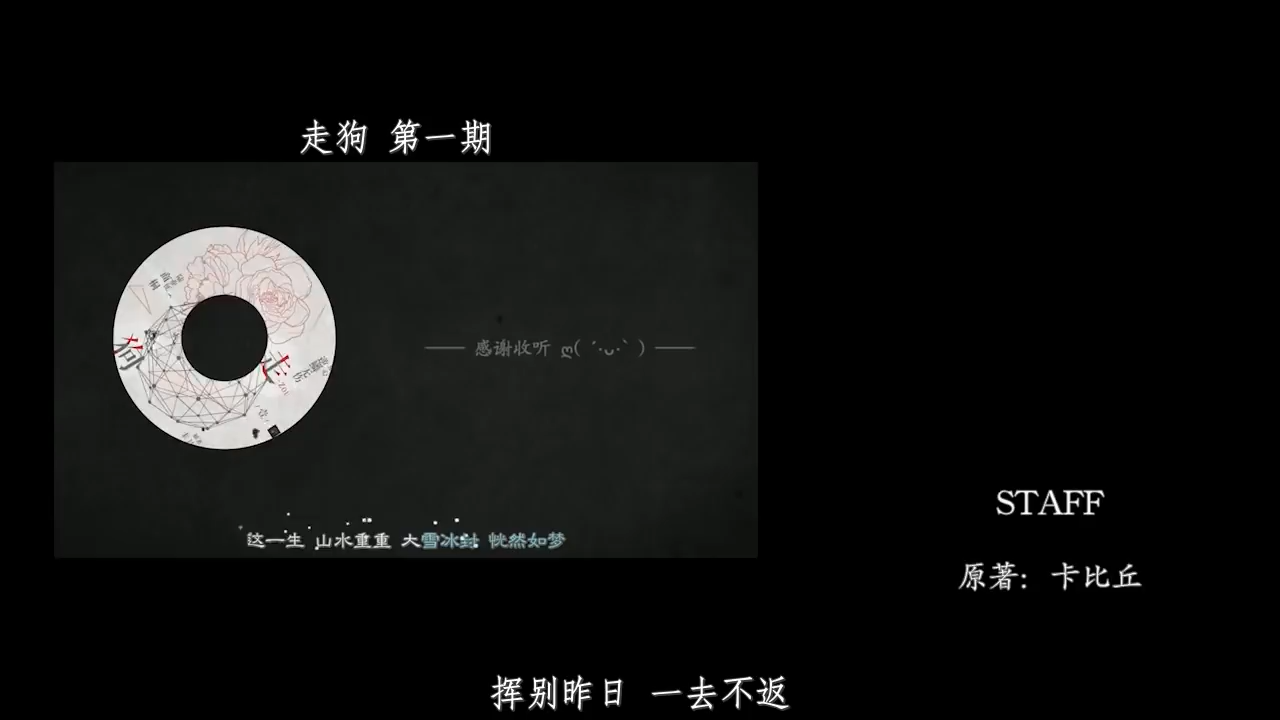 走狗 第一期
狗
走
感谢收听 ლ( ´·ᴗ·` )
这一生 山水重重 大雪冰封 恍然如梦
STAFF
原著: 卡比丘
挥别昨日 一去不返